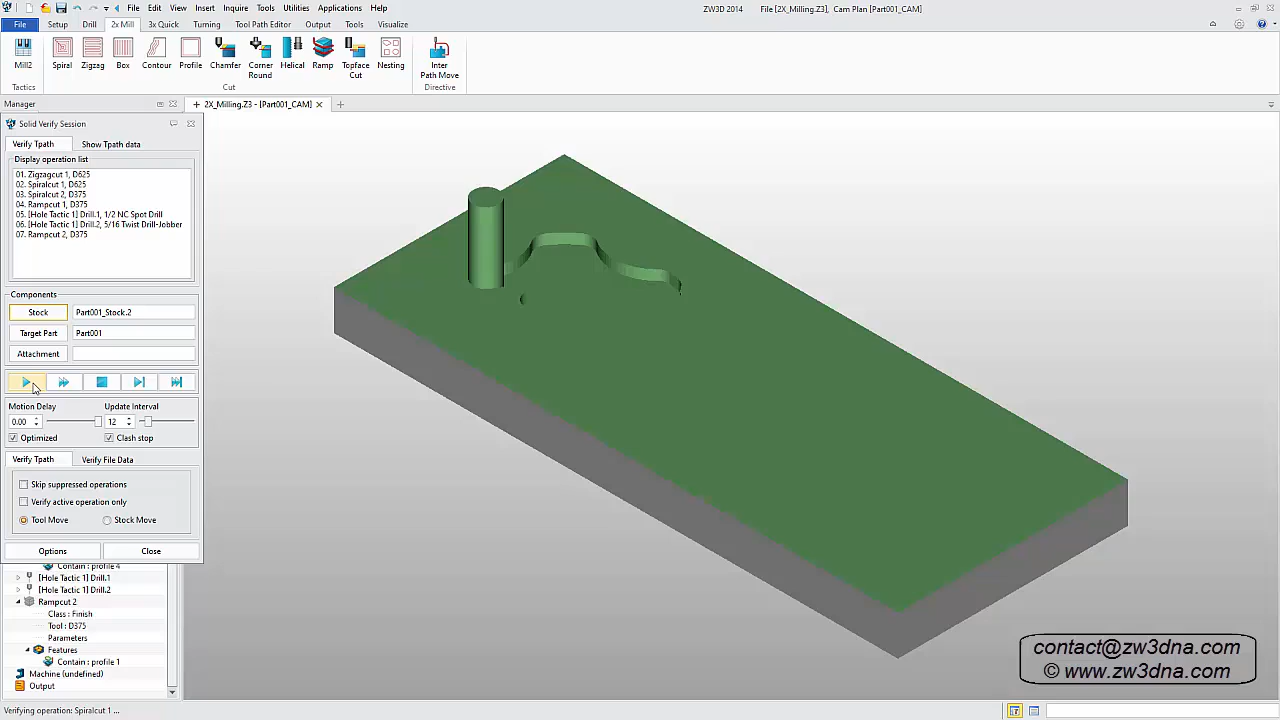 File Edit View Insert Inquire Tools Utilities Applications Help
ZW3D 2014 File [2X_Milling.Z3], Cam Plan [Part001_CAM]
File Setup Drill 2x Mill 3x Quick Turning Tool Path Editor Output Tools Visualize
Mill2 Spiral Zigzag Box Contour Profile Chamfer Corner Round Helical Ramp Topface Cut Nesting Inter Path Move
Tactics Cut Directive
Manager
2X_Milling.Z3 - [Part001_CAM]
Solid Verify Session
Verify Tpath Show Tpath data
Display operation list
01. Zigzagcut 1, D625
02. Spiralcut 1, D625
03. Spiralcut 2, D375
04. Rampcut 1, D375
05. [Hole Tactic 1] Drill.1, 1/2 NC Spot Drill
06. [Hole Tactic 1] Drill.2, 5/16 Twist Drill-Jobber
07. Rampcut 2, D375
Components
Stock Part001_Stock.2
Target Part Part001
Attachment
Motion Delay Update Interval
0.00 12
Optimized Clash stop
Verify Tpath Verify File Data
Skip suppressed operations
Verify active operation only
Tool Move Stock Move
Options Close
Contain : profile 4
[Hole Tactic 1] Drill.1
[Hole Tactic 1] Drill.2
Rampcut 2
Class : Finish
Tool : D375
Parameters
Features
Contain : profile 1
Machine (undefined)
Output
contact@zw3dna.com
© www.zw3dna.com
Verifying operation: Spiralcut 1 ...